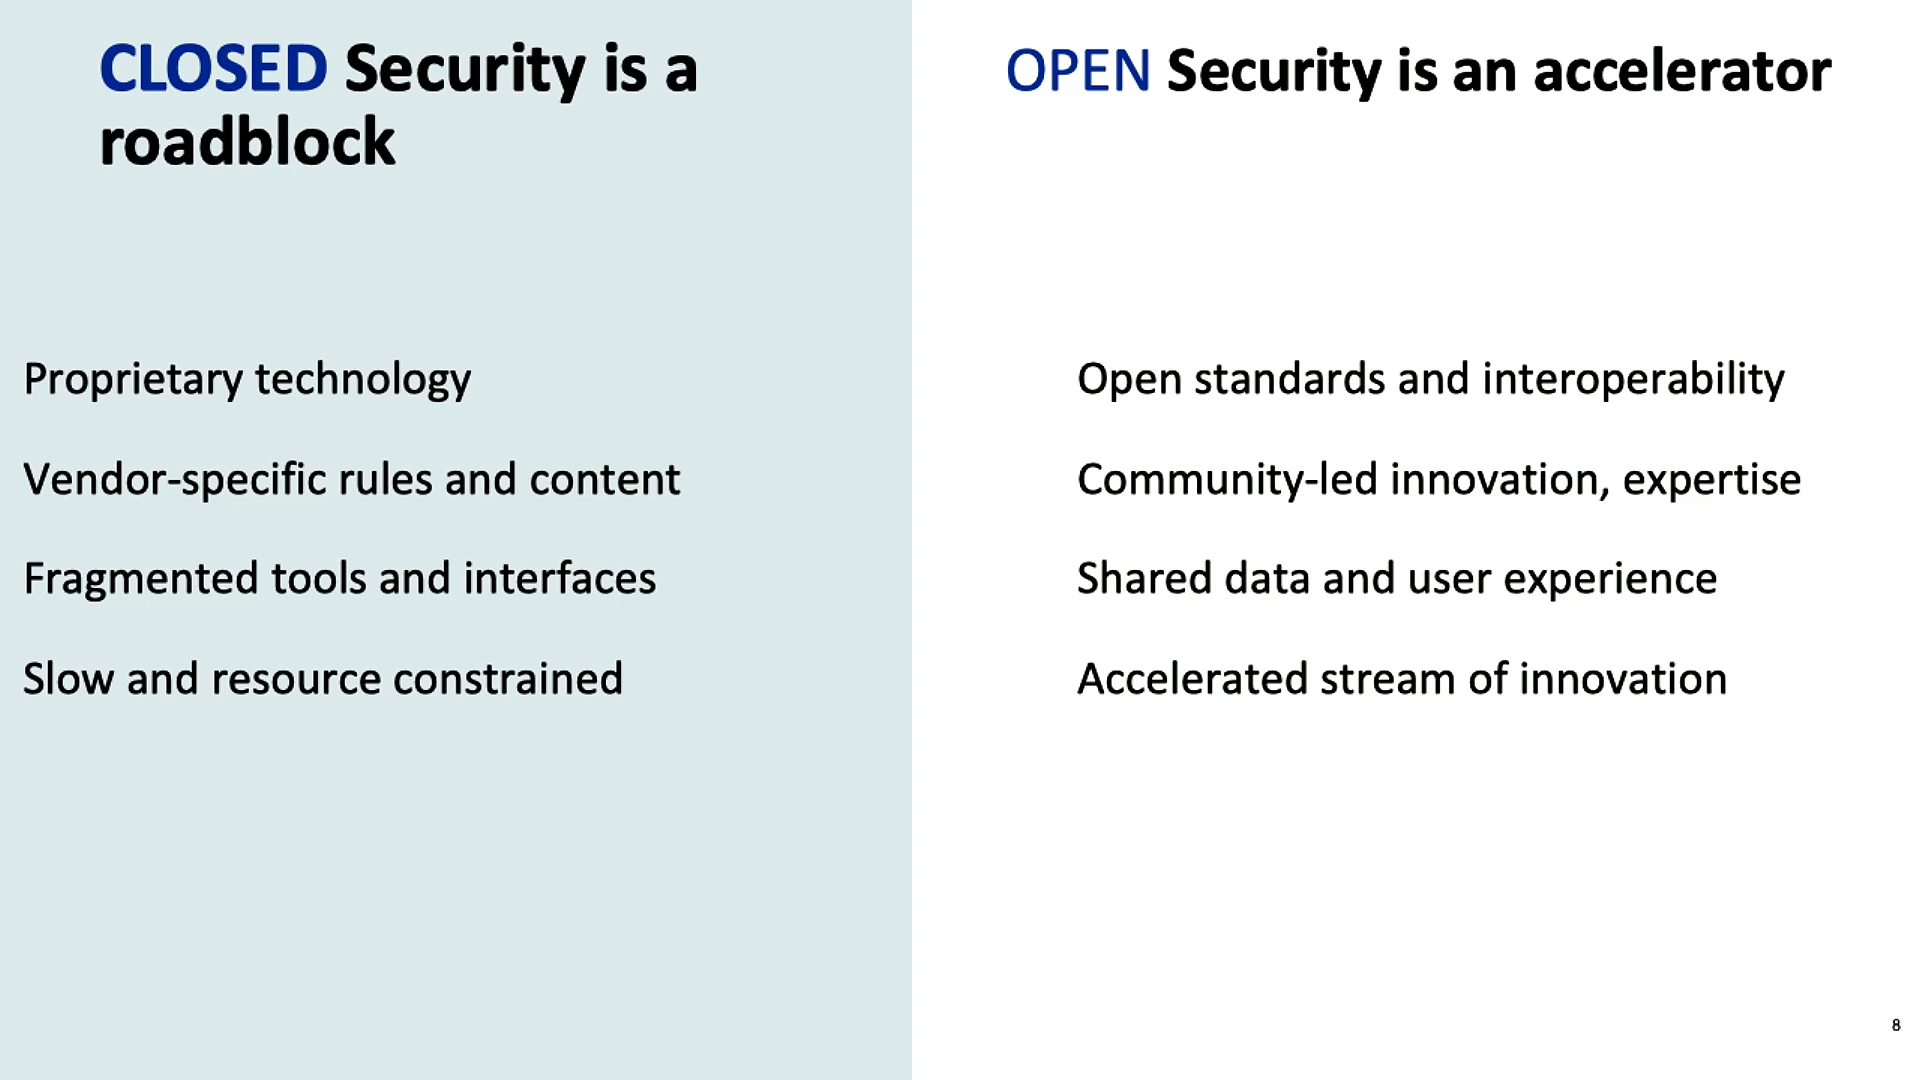 CLOSED Security is a
roadblock
Proprietary technology
Vendor-specific rules and content
Fragmented tools and interfaces
Slow and resource constrained
OPEN Security is an accelerator
Open standards and interoperability
Community-led innovation, expertise
Shared data and user experience
Accelerated stream of innovation
8